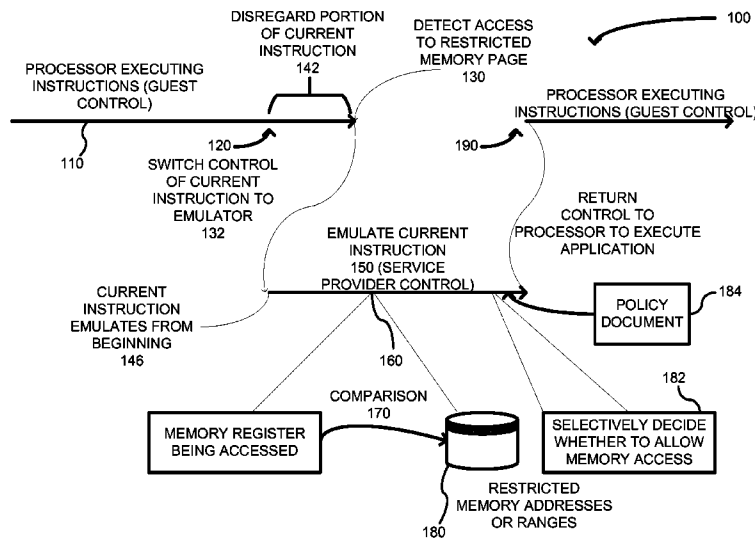 DISREGARD PORTION
OF CURRENT
INSTRUCTION
142
DETECT ACCESS
TO RESTRICTED
MEMORY PAGE
130
100
PROCESSOR EXECUTING
INSTRUCTIONS (GUEST
CONTROL)
PROCESSOR EXECUTING
INSTRUCTIONS (GUEST CONTROL)
110
120
190
SWITCH CONTROL
OF CURRENT
INSTRUCTION TO
EMULATOR
132
RETURN
CONTROL TO
PROCESSOR TO EXECUTE
APPLICATION
EMULATE CURRENT
INSTRUCTION
150 (SERVICE
PROVIDER CONTROL)
CURRENT
INSTRUCTION
EMULATES FROM
BEGINNING
146
POLICY
DOCUMENT
184
160
182
COMPARISON
170
MEMORY REGISTER
BEING ACCESSED
SELECTIVELY DECIDE
WHETHER TO ALLOW
MEMORY ACCESS
180
RESTRICTED
MEMORY ADDRESSES
OR RANGES